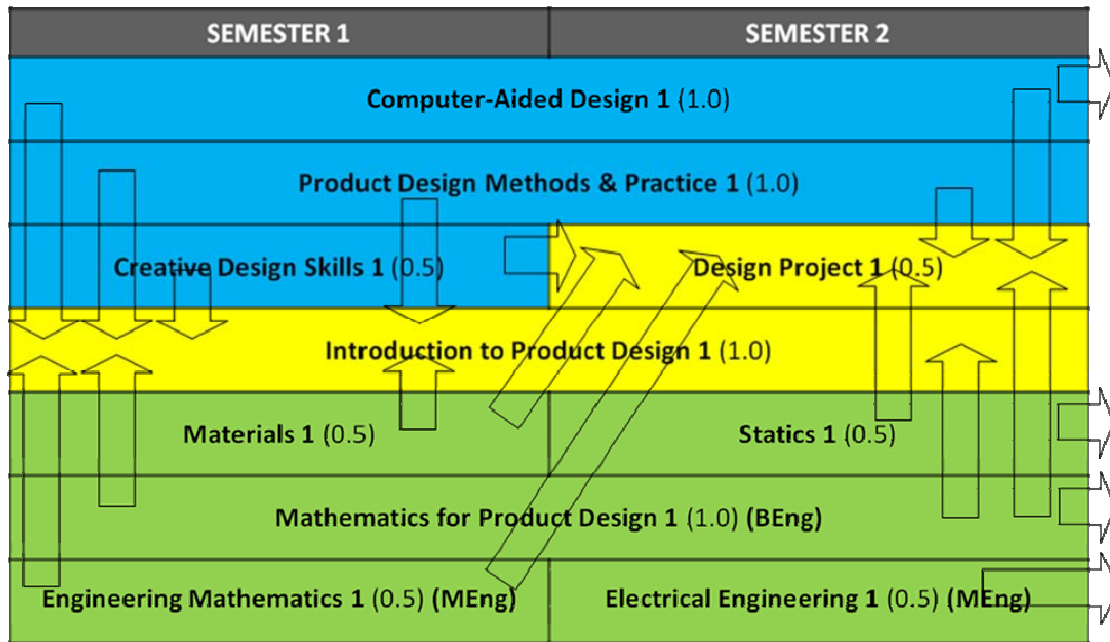 SEMESTER 1
SEMESTER 2
Computer-Aided Design 1 (1.0)
Product Design Methods & Practice 1 (1.0)
Creative Design Skills 1 (0.5)
Design Project 1 (0.5)
Introduction to Product Design 1 (1.0)
Materials 1 (0.5)
Statics 1 (0.5)
Mathematics for Product Design 1 (1.0) (BEng)
Engineering Mathematics 1 (0.5) (MEng)
Electrical Engineering 1 (0.5) (MEng)